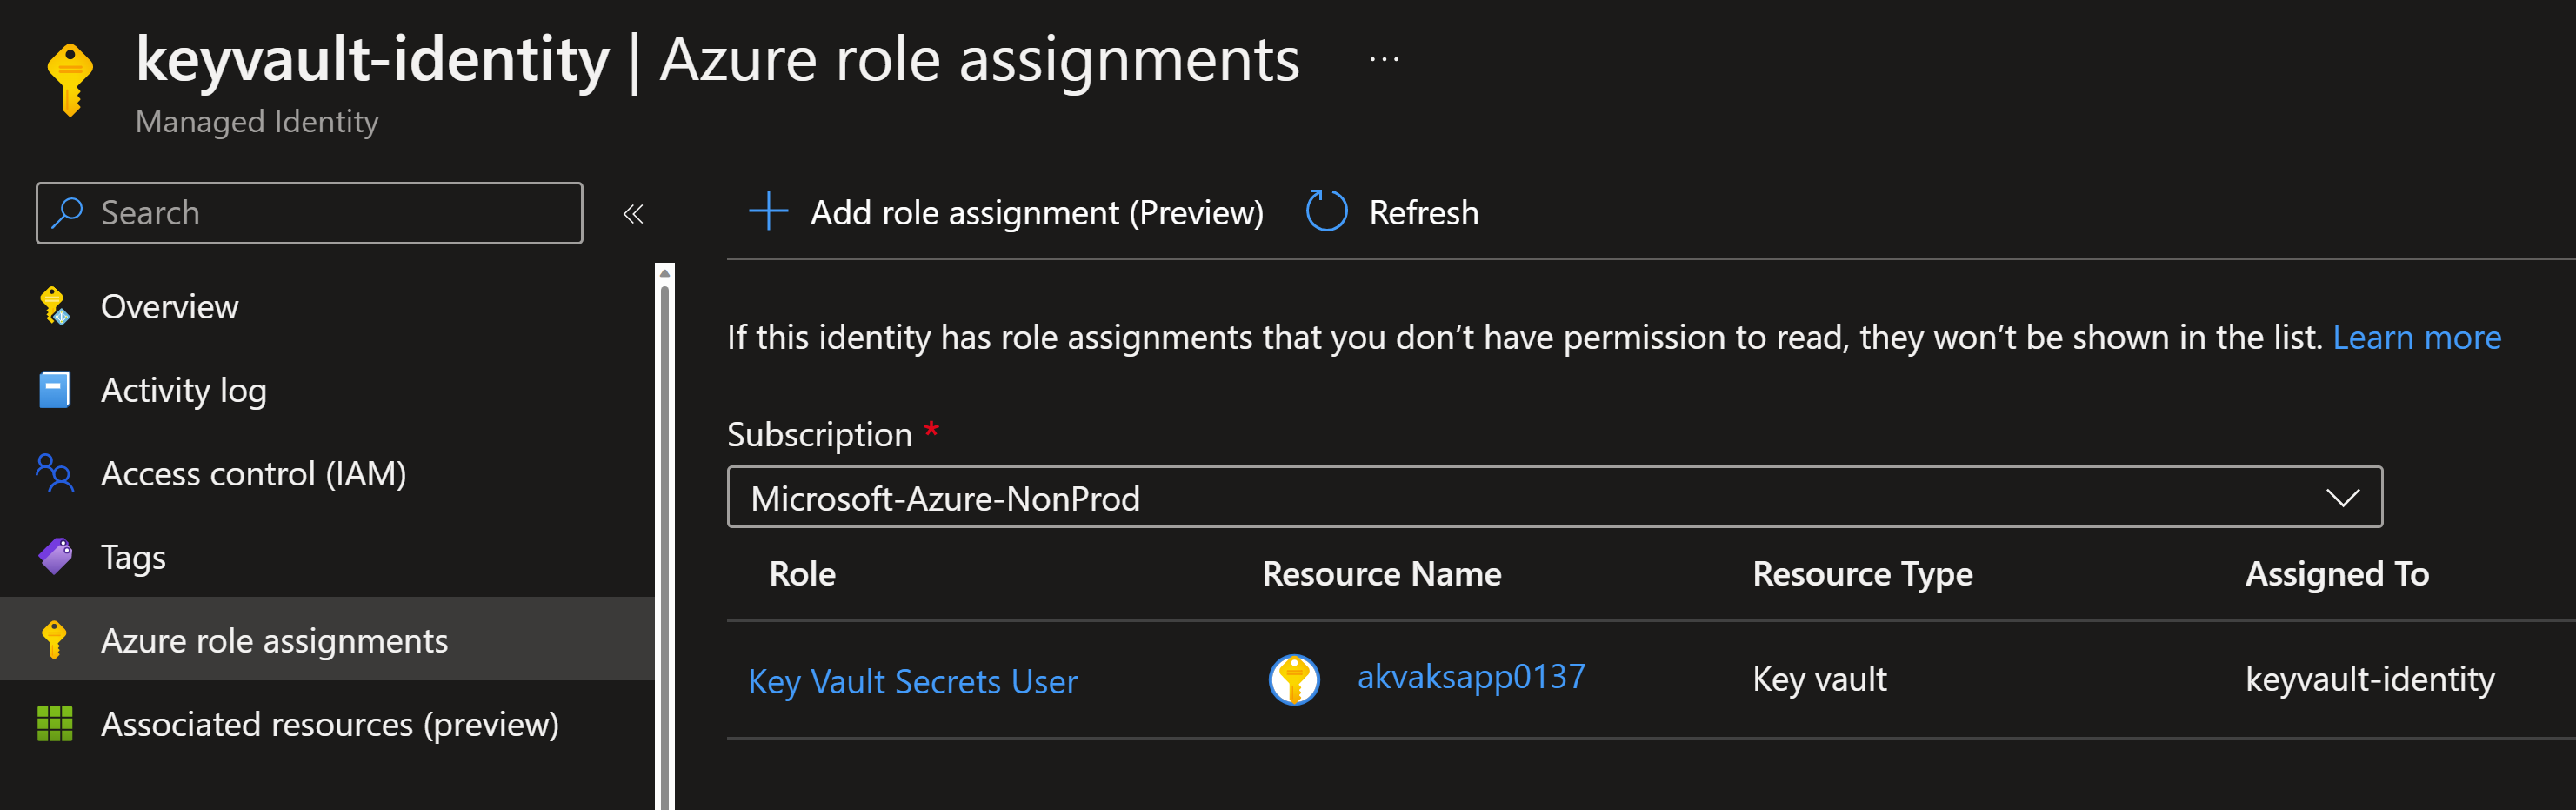 keyvault-identity | Azure role assignments ...
Managed Identity
Search
Overview
Activity log
Access control (IAM)
Tags
Azure role assignments
Associated resources (preview)
Add role assignment (Preview) Refresh
If this identity has role assignments that you don’t have permission to read, they won’t be shown in the list. Learn more
Subscription *
Microsoft-Azure-NonProd
Role Resource Name Resource Type Assigned To
Key Vault Secrets User akvaksapp0137 Key vault keyvault-identity